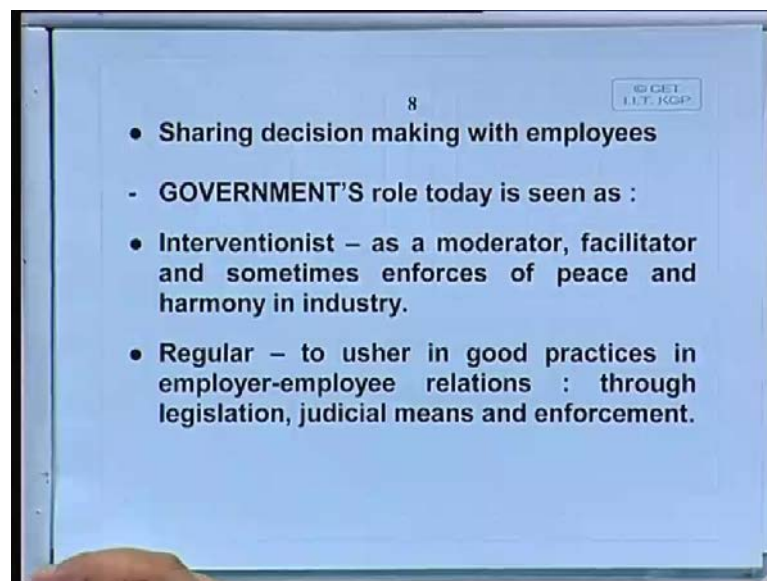 8
© CET
I.I.T. KGP
● Sharing decision making with employees
- GOVERNMENT'S role today is seen as :
● Interventionist – as a moderator, facilitator
and sometimes enforces of peace and
harmony in industry.
● Regular – to usher in good practices in
employer-employee relations : through
legislation, judicial means and enforcement.